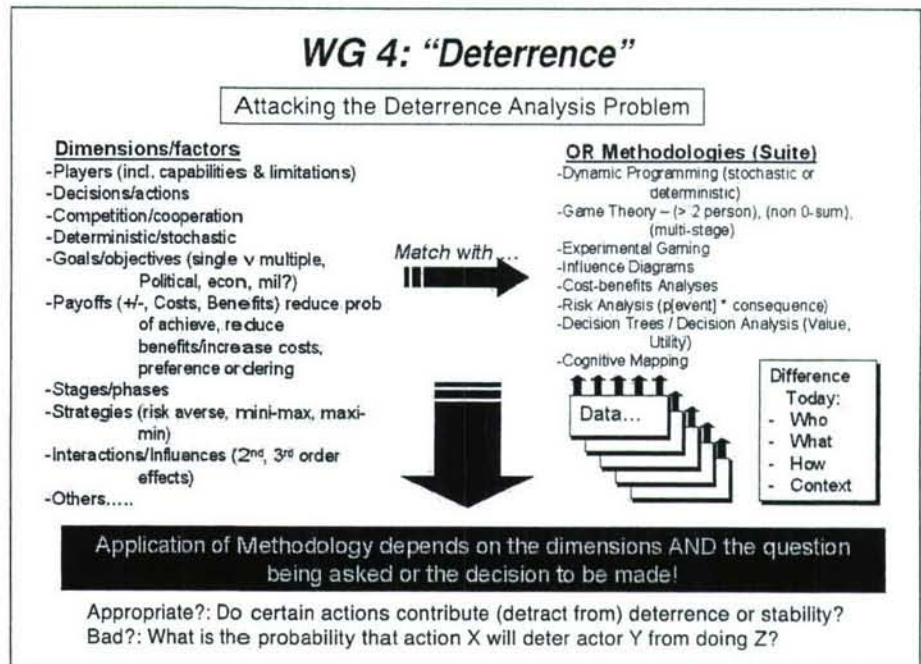 WG 4: “Deterrence”
Attacking the Deterrence Analysis Problem
Dimensions/factors
-Players (incl. capabilities & limitations)
-Decisions/actions
-Competition/cooperation
-Deterministic/stochastic
-Goals/objectives (single v multiple,
Political, econ, mil?)
-Payoffs (+/-, Costs, Benefits) reduce prob
of achieve, reduce
benefits/increase costs,
preference ordering
-Stages/phases
-Strategies (risk averse, mini-max, maxi-
min)
-Interactions/Influences (2nd, 3rd order
effects)
-Others.....
Match with ...
OR Methodologies (Suite)
-Dynamic Programming (stochastic or
deterministic)
-Game Theory – (> 2 person), (non 0-sum),
(multi-stage)
-Experimental Gaming
-Influence Diagrams
-Cost-benefits Analyses
-Risk Analysis (p[event] * consequence)
-Decision Trees / Decision Analysis (Value,
Utility)
-Cognitive Mapping
Data...
Difference
Today:
- Who
- What
- How
- Context
Application of Methodology depends on the dimensions AND the question
being asked or the decision to be made!
Appropriate?: Do certain actions contribute (detract from) deterrence or stability?
Bad?: What is the probability that action X will deter actor Y from doing Z?